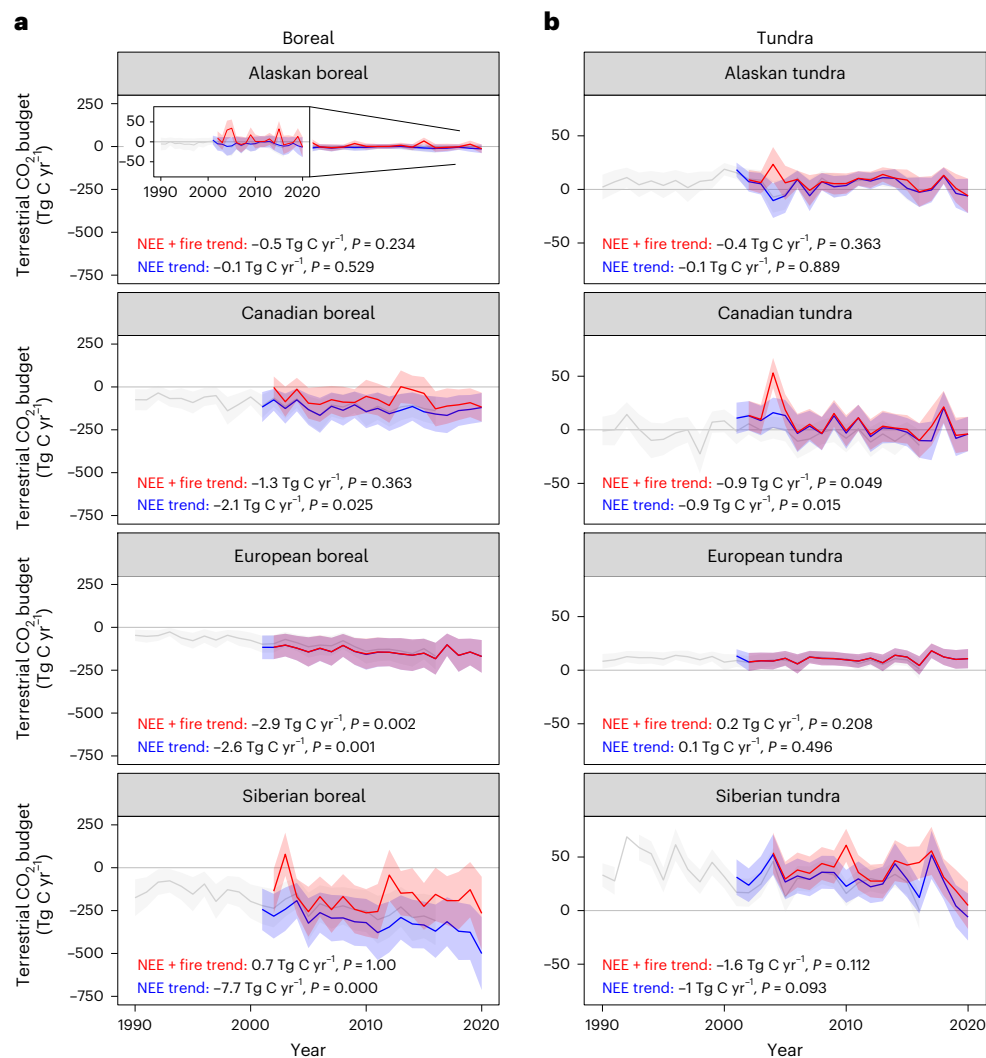 a
Boreal
Alaskan boreal
Terrestrial CO₂ budget
(Tg C yr⁻¹)
250
0
−250
−500
−750
50
0
−50
1990 2000 2010 2020
NEE + fire trend: −0.5 Tg C yr⁻¹, P = 0.234
NEE trend: −0.1 Tg C yr⁻¹, P = 0.529
Canadian boreal
Terrestrial CO₂ budget
(Tg C yr⁻¹)
250
0
−250
−500
−750
NEE + fire trend: −1.3 Tg C yr⁻¹, P = 0.363
NEE trend: −2.1 Tg C yr⁻¹, P = 0.025
European boreal
Terrestrial CO₂ budget
(Tg C yr⁻¹)
250
0
−250
−500
−750
NEE + fire trend: −2.9 Tg C yr⁻¹, P = 0.002
NEE trend: −2.6 Tg C yr⁻¹, P = 0.001
Siberian boreal
Terrestrial CO₂ budget
(Tg C yr⁻¹)
250
0
−250
−500
−750
NEE + fire trend: 0.7 Tg C yr⁻¹, P = 1.00
NEE trend: −7.7 Tg C yr⁻¹, P = 0.000
1990 2000 2010 2020
Year
b
Tundra
Alaskan tundra
50
0
−50
NEE + fire trend: −0.4 Tg C yr⁻¹, P = 0.363
NEE trend: −0.1 Tg C yr⁻¹, P = 0.889
Canadian tundra
50
0
−50
NEE + fire trend: −0.9 Tg C yr⁻¹, P = 0.049
NEE trend: −0.9 Tg C yr⁻¹, P = 0.015
European tundra
50
0
−50
NEE + fire trend: 0.2 Tg C yr⁻¹, P = 0.208
NEE trend: 0.1 Tg C yr⁻¹, P = 0.496
Siberian tundra
50
0
−50
NEE + fire trend: −1.6 Tg C yr⁻¹, P = 0.112
NEE trend: −1 Tg C yr⁻¹, P = 0.093
1990 2000 2010 2020
Year